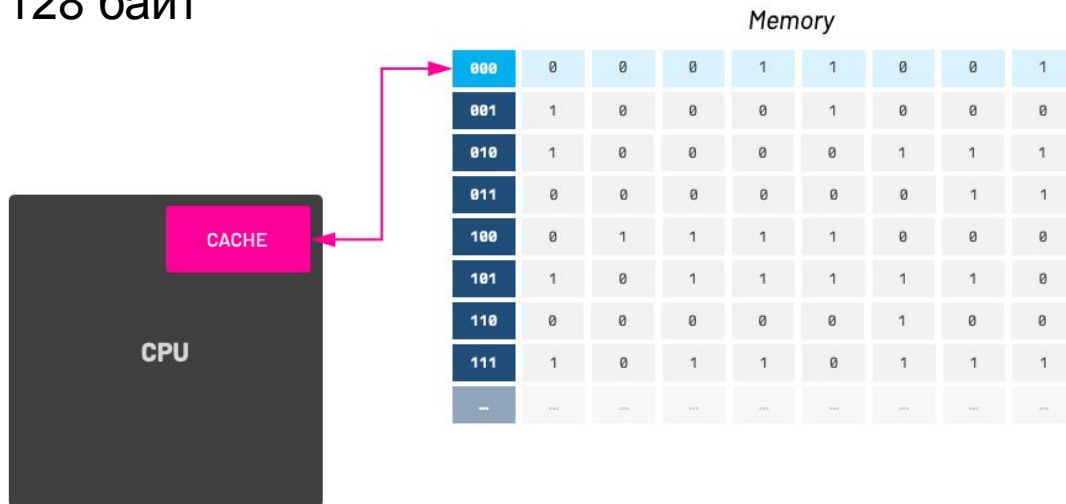 128 байт
Memory
000 0 0 0 1 1 0 0 1
001 1 0 0 0 1 0 0 0
010 1 0 0 0 0 1 1 1
011 0 0 0 0 0 0 1 1
CACHE
100 0 1 1 1 1 0 0 0
101 1 0 1 1 1 1 1 0
110 0 0 0 0 0 1 0 0
CPU
111 1 0 1 1 0 1 1 1
... ... ... ... ... ... ... ... ...